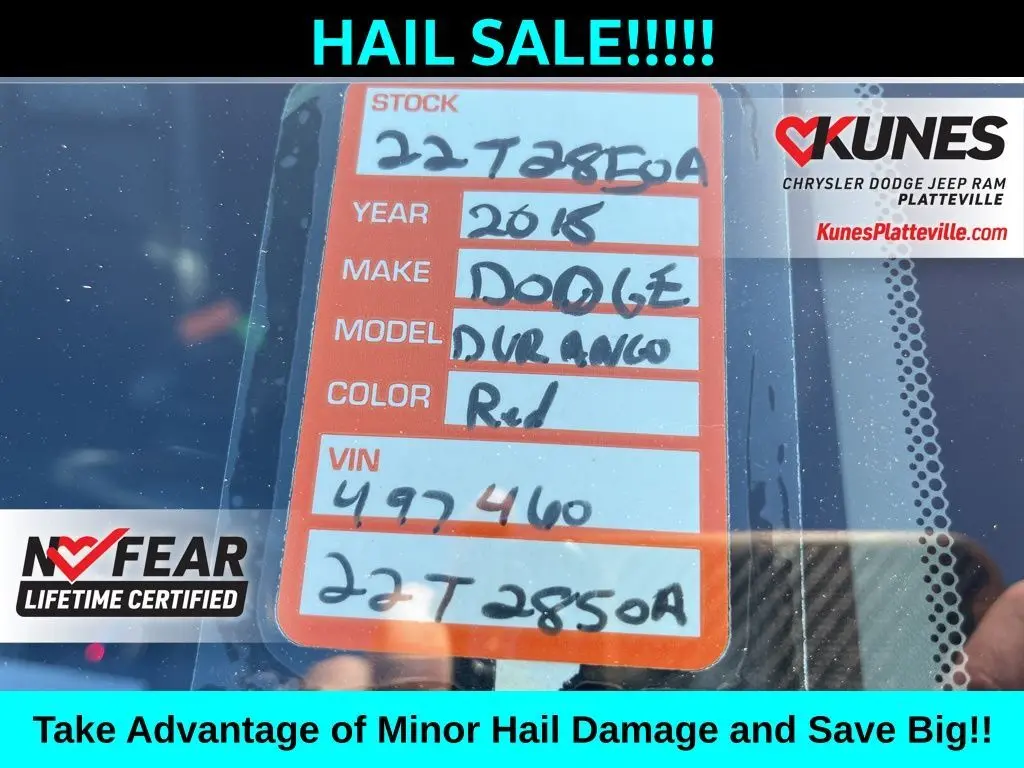 HAIL SALE!!!!!
STOCK
22T2850A
KUNES
CHRYSLER DODGE JEEP RAM
PLATTEVILLE
KunesPlatteville.com
YEAR 2018
MAKE DODGE
MODEL DURANGO
COLOR Red
VIN
497460
22T2850A
NO FEAR
LIFETIME CERTIFIED
Take Advantage of Minor Hail Damage and Save Big!!